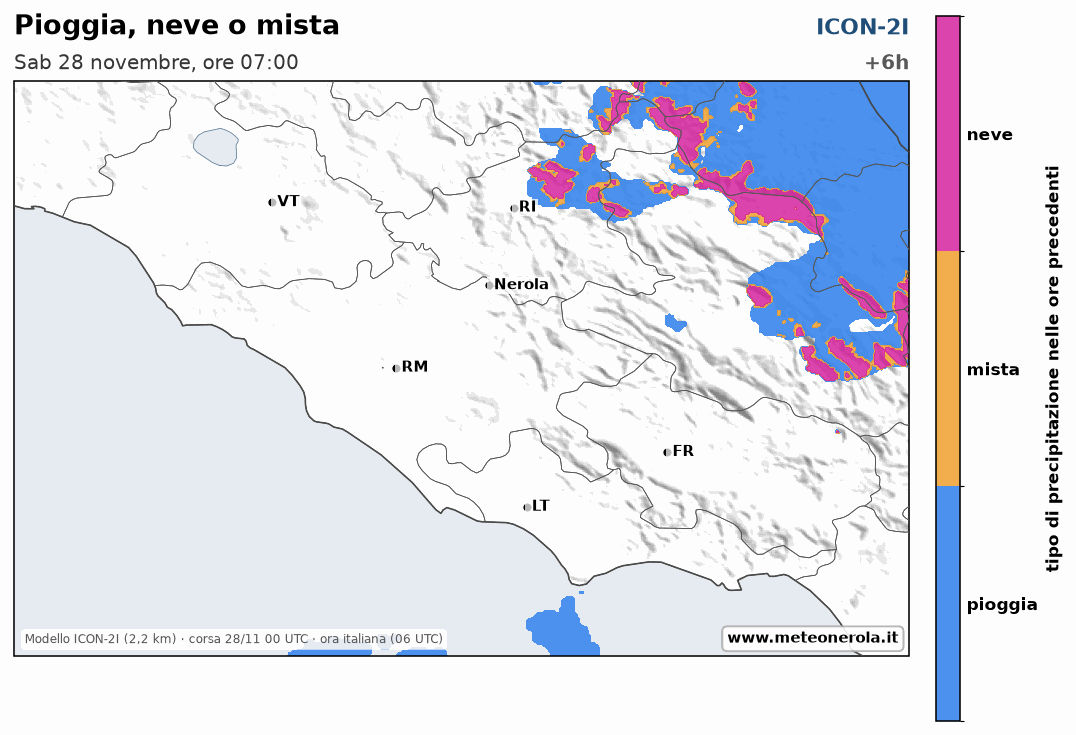 Pioggia, neve o mista
ICON-2I
Sab 28 novembre, ore 07:00
+6h
neve
VT
RI
Nerola
mista
RM
FR
LT
pioggia
tipo di precipitazione nelle ore precedenti
Modello ICON-2I (2,2 km) · corsa 28/11 00 UTC · ora italiana (06 UTC)
www.meteonerola.it